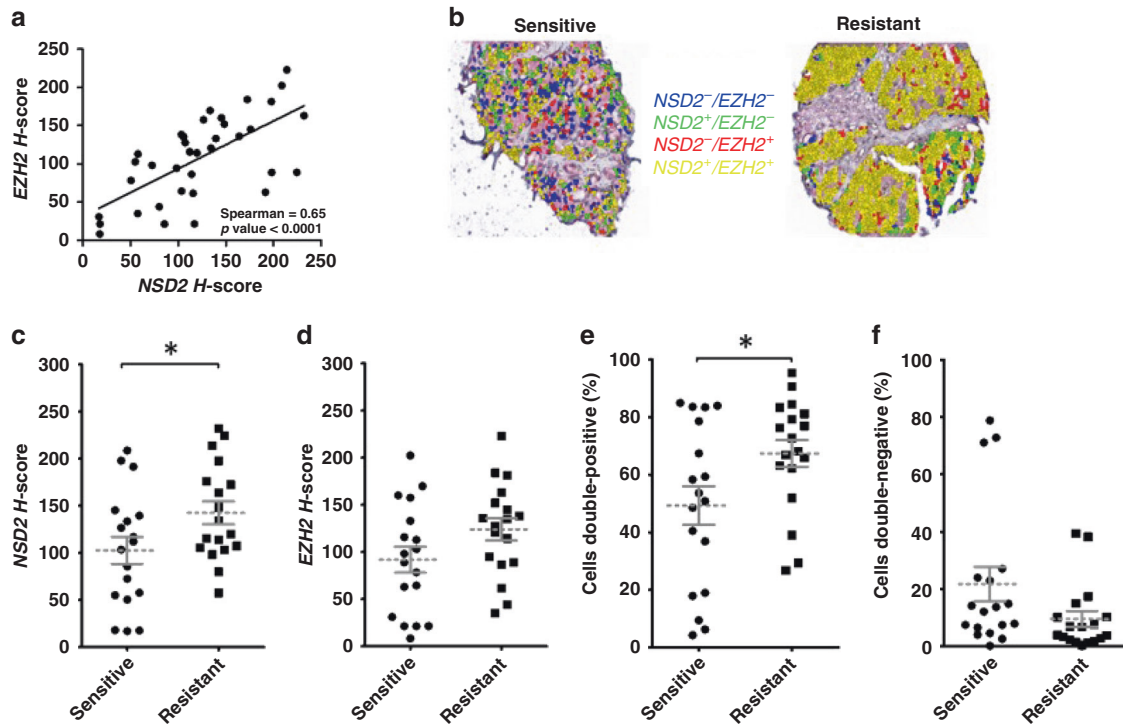 a
250
200
150
100
50
0
EZH2 H-score
Spearman = 0.65
p value < 0.0001
0 50 100 150 200 250
NSD2 H-score
b
Sensitive
Resistant
NSD2⁻/EZH2⁻
NSD2⁺/EZH2⁻
NSD2⁻/EZH2⁺
NSD2⁺/EZH2⁺
c
*
300
250
200
150
100
50
0
NSD2 H-score
Sensitive
Resistant
d
300
250
200
150
100
50
0
EZH2 H-score
Sensitive
Resistant
e
*
100
80
60
40
20
0
Cells double-positive (%)
Sensitive
Resistant
f
100
80
60
40
20
0
Cells double-negative (%)
Sensitive
Resistant